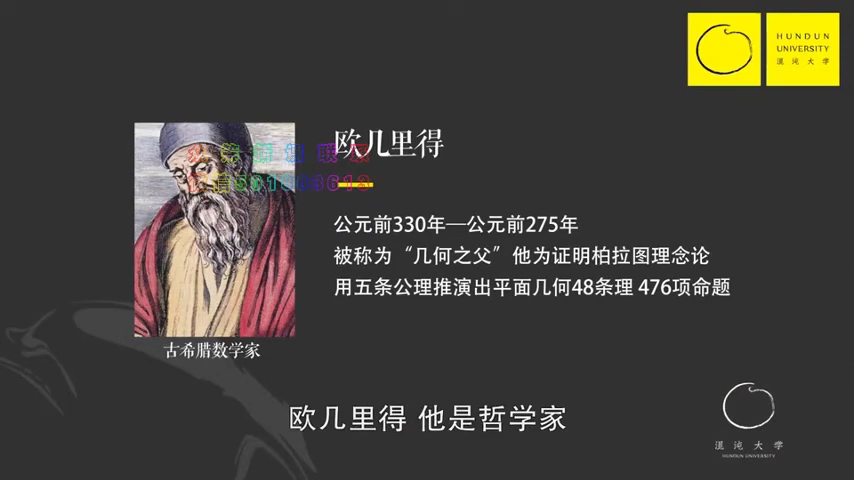 HUNDUN
UNIVERSITY
混沌大学
欧几里得
公元前330年—公元前275年
被称为“几何之父”他为证明柏拉图理念论
用五条公理推演出平面几何48条理 476项命题
古希腊数学家
欧几里得 他是哲学家
混沌大学
HUNDUN UNIVERSITY